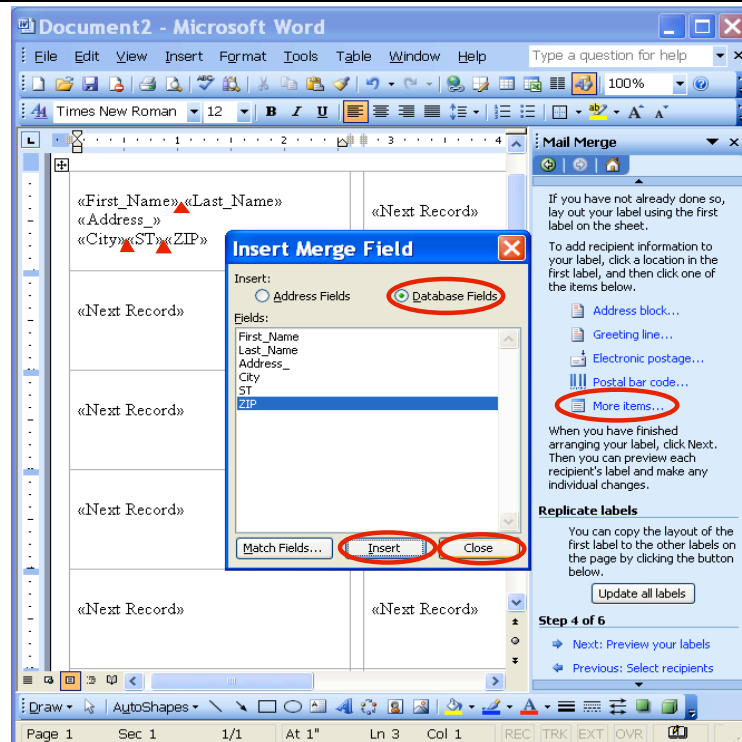 Document2 - Microsoft Word
File Edit View Insert Format Tools Table Window Help Type a question for help
100%
Times New Roman 12 B I U
1 2 3 4
Mail Merge
«First_Name» «Last_Name»
«Address_»
«City»«ST»«ZIP»
«Next Record»
«Next Record»
«Next Record»
«Next Record»
«Next Record»
«Next Record»
Insert Merge Field
Insert:
Address Fields
Database Fields
Fields:
First_Name
Last_Name
Address_
City
ST
ZIP
Match Fields...
Insert
Close
If you have not already done so,
lay out your label using the first
label on the sheet.
To add recipient information to
your label, click a location in the
first label, and then click one of
the items below.
Address block...
Greeting line...
Electronic postage...
Postal bar code...
More items...
When you have finished
arranging your label, click Next.
Then you can preview each
recipient's label and make any
individual changes.
Replicate labels
You can copy the layout of the
first label to the other labels on
the page by clicking the button
below.
Update all labels
Step 4 of 6
Next: Preview your labels
Previous: Select recipients
Draw AutoShapes
Page 1 Sec 1 1/1 At 1" Ln 3 Col 1 REC TRK EXT OVR